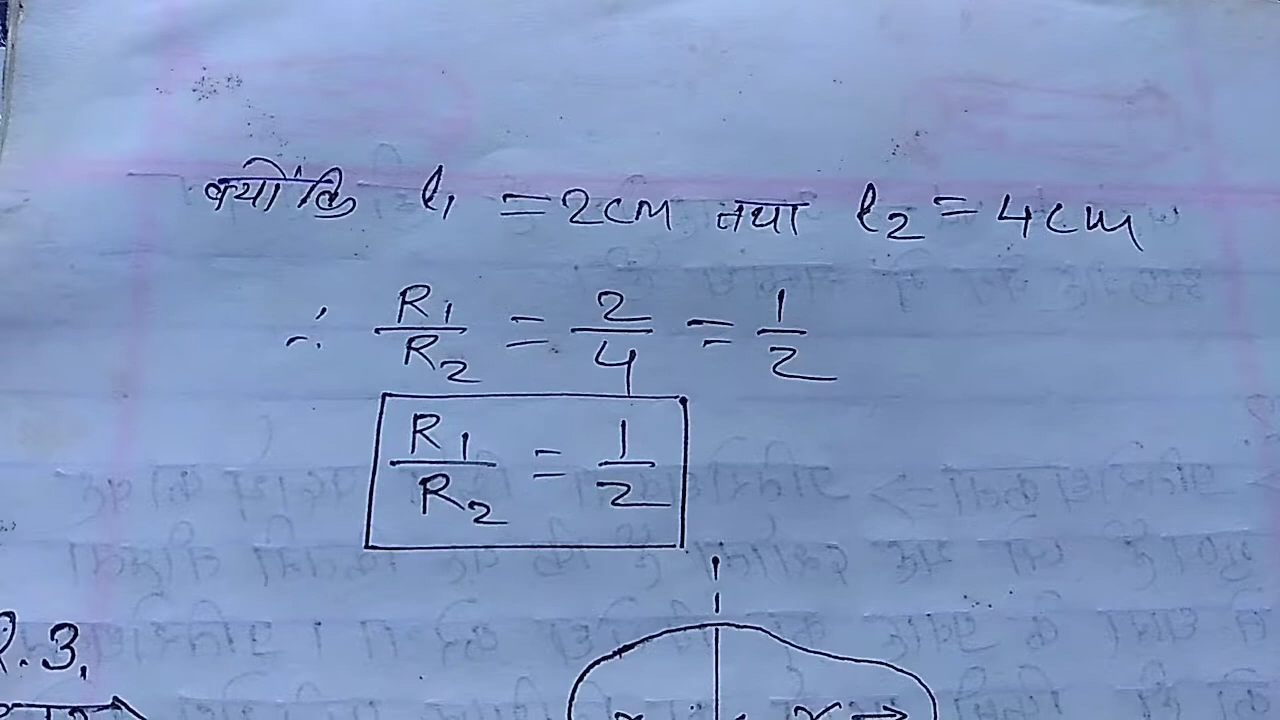 क्योंकि l₁ = 2cm तथा l₂ = 4cm
∴ R₁/R₂ = 2/4 = 1/2
R₁/R₂ = 1/2
.3.
x x →